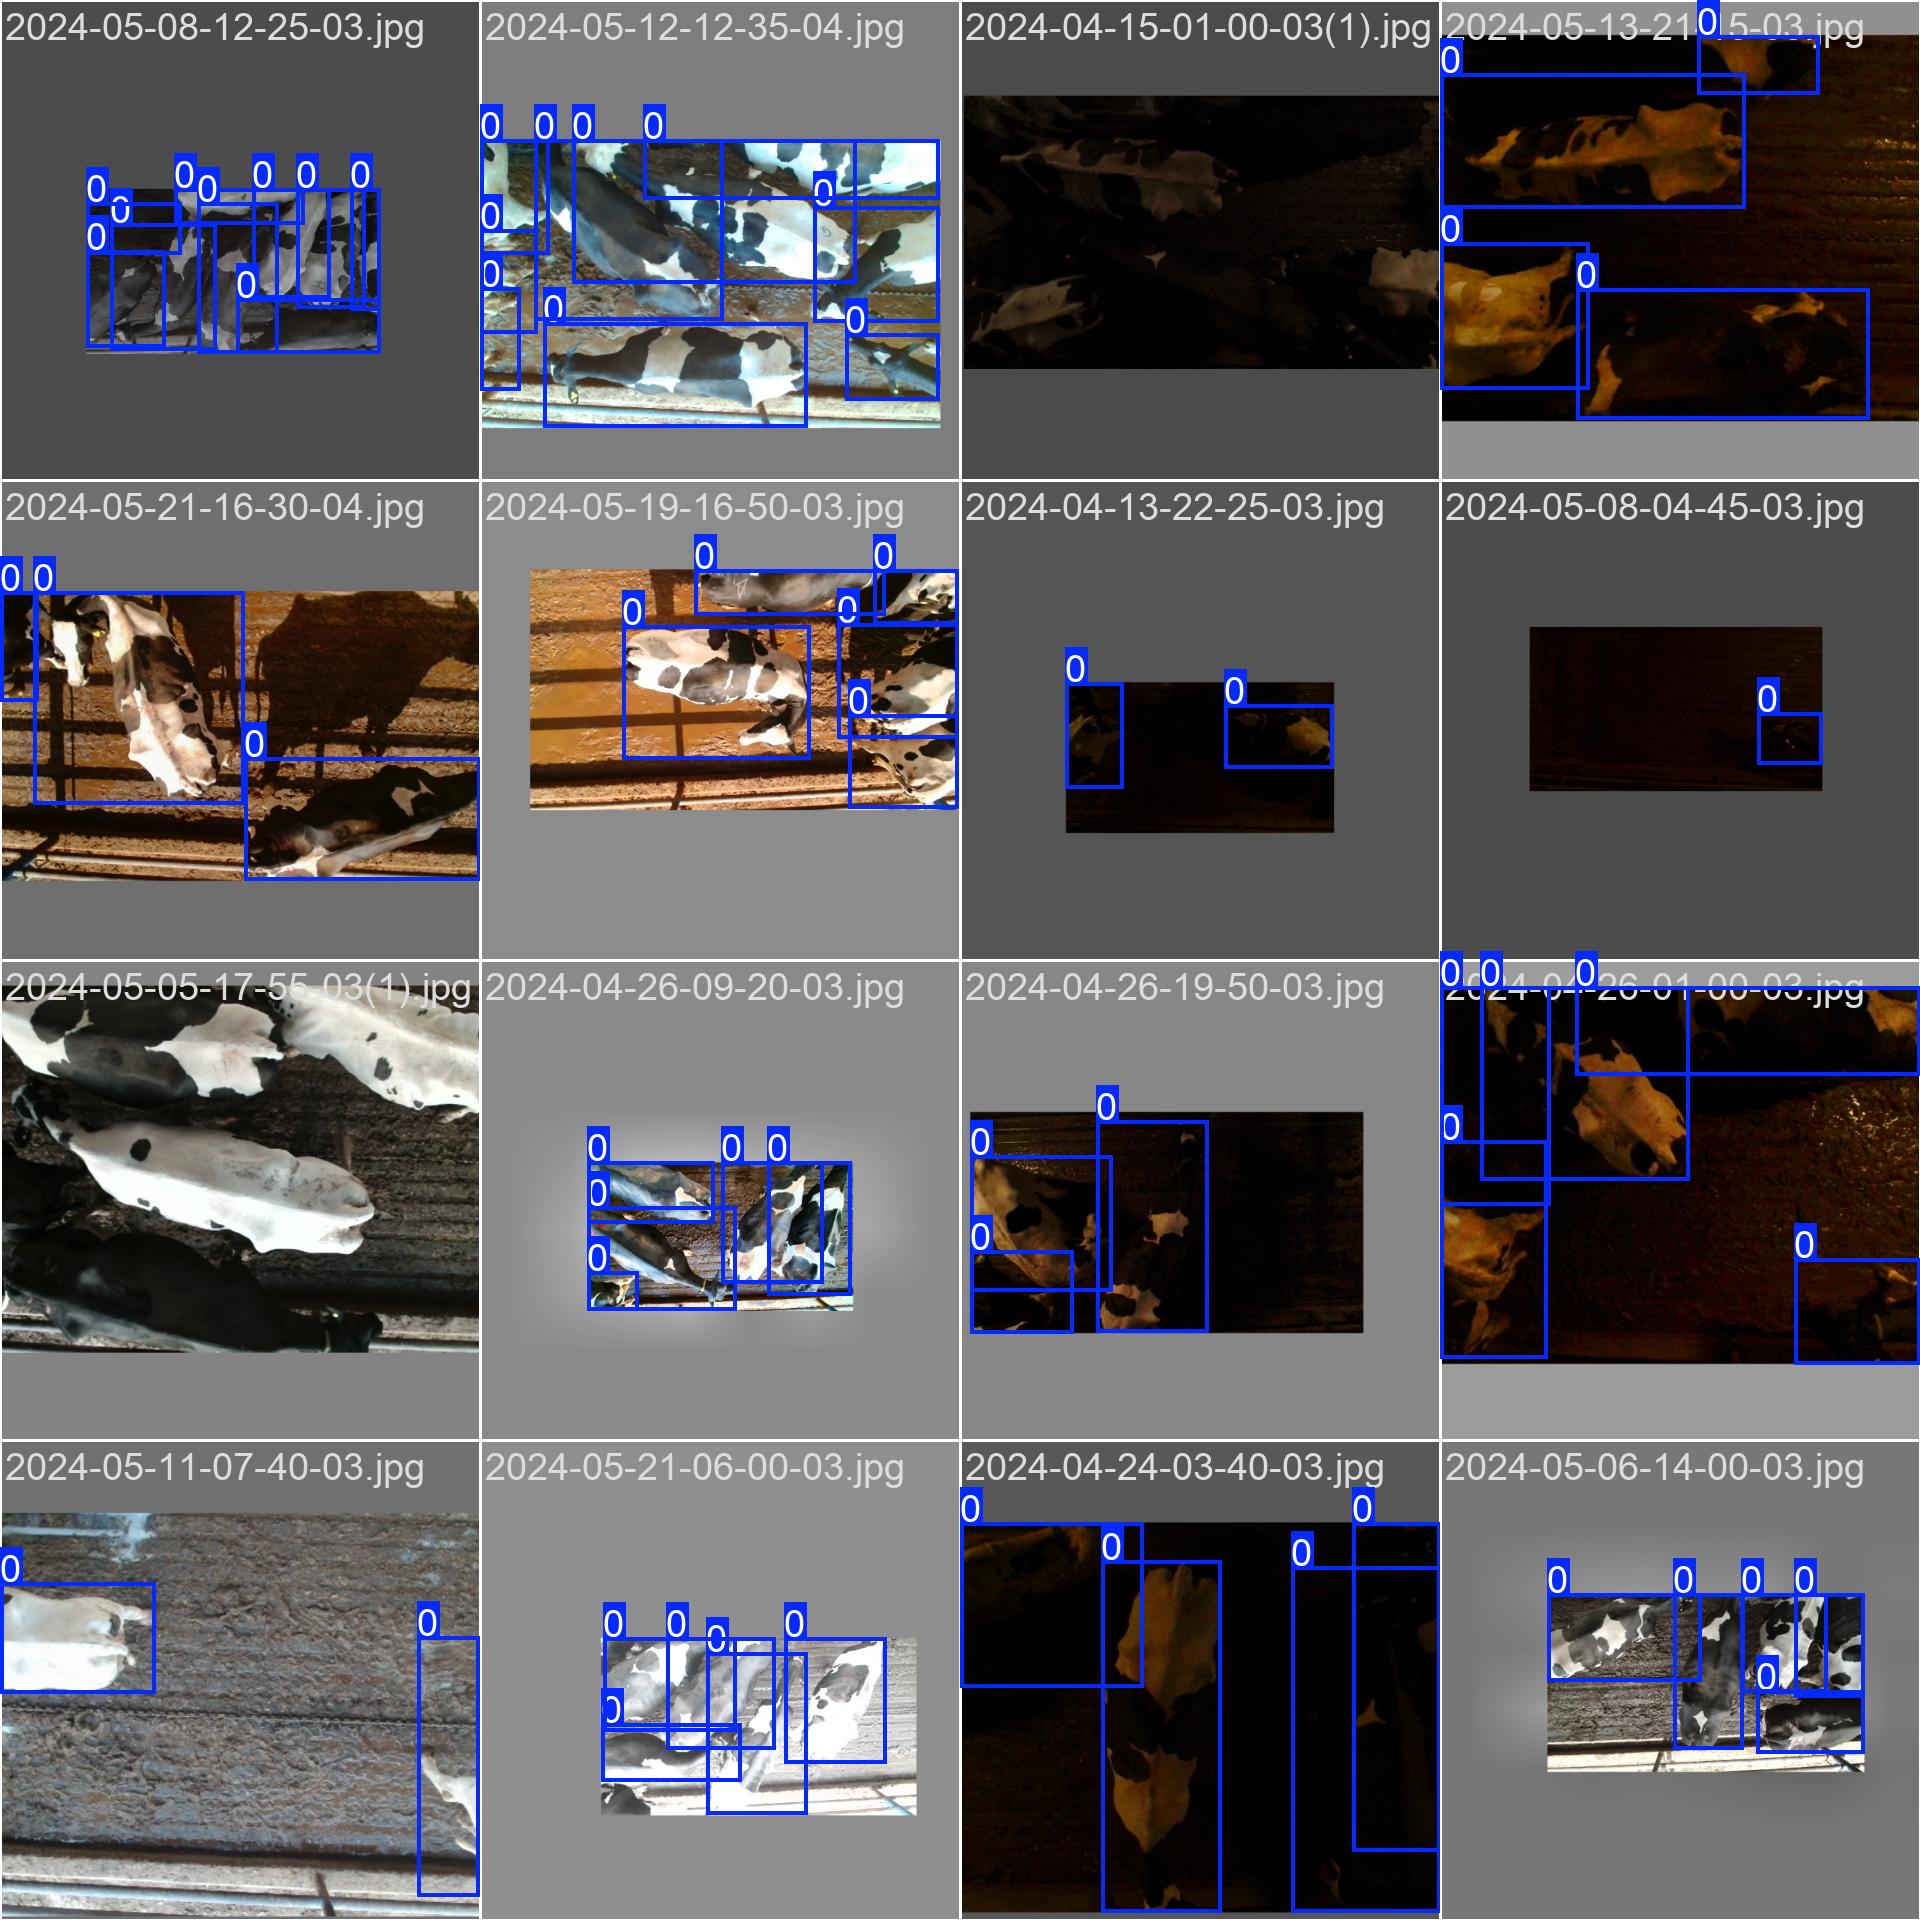 2024-05-08-12-25-03.jpg
2024-05-12-12-35-04.jpg
2024-04-15-01-00-03(1).jpg
2024-05-13-21-15-03.jpg
0 0 0 0 0 0 0 0 0
0 0 0 0 0 0 0 0 0
0 0 0 0
2024-05-21-16-30-04.jpg
2024-05-19-16-50-03.jpg
2024-04-13-22-25-03.jpg
2024-05-08-04-45-03.jpg
0 0 0
0 0 0 0 0
0 0
0
2024-05-05-17-55-03(1).jpg
2024-04-26-09-20-03.jpg
2024-04-26-19-50-03.jpg
2024-04-26-01-00-03.jpg
0 0 0 0 0
0 0 0
0 0 0 0 0
2024-05-11-07-40-03.jpg
2024-05-21-06-00-03.jpg
2024-04-24-03-40-03.jpg
2024-05-06-14-00-03.jpg
0 0
0 0 0 0 0
0 0 0 0
0 0 0 0 0